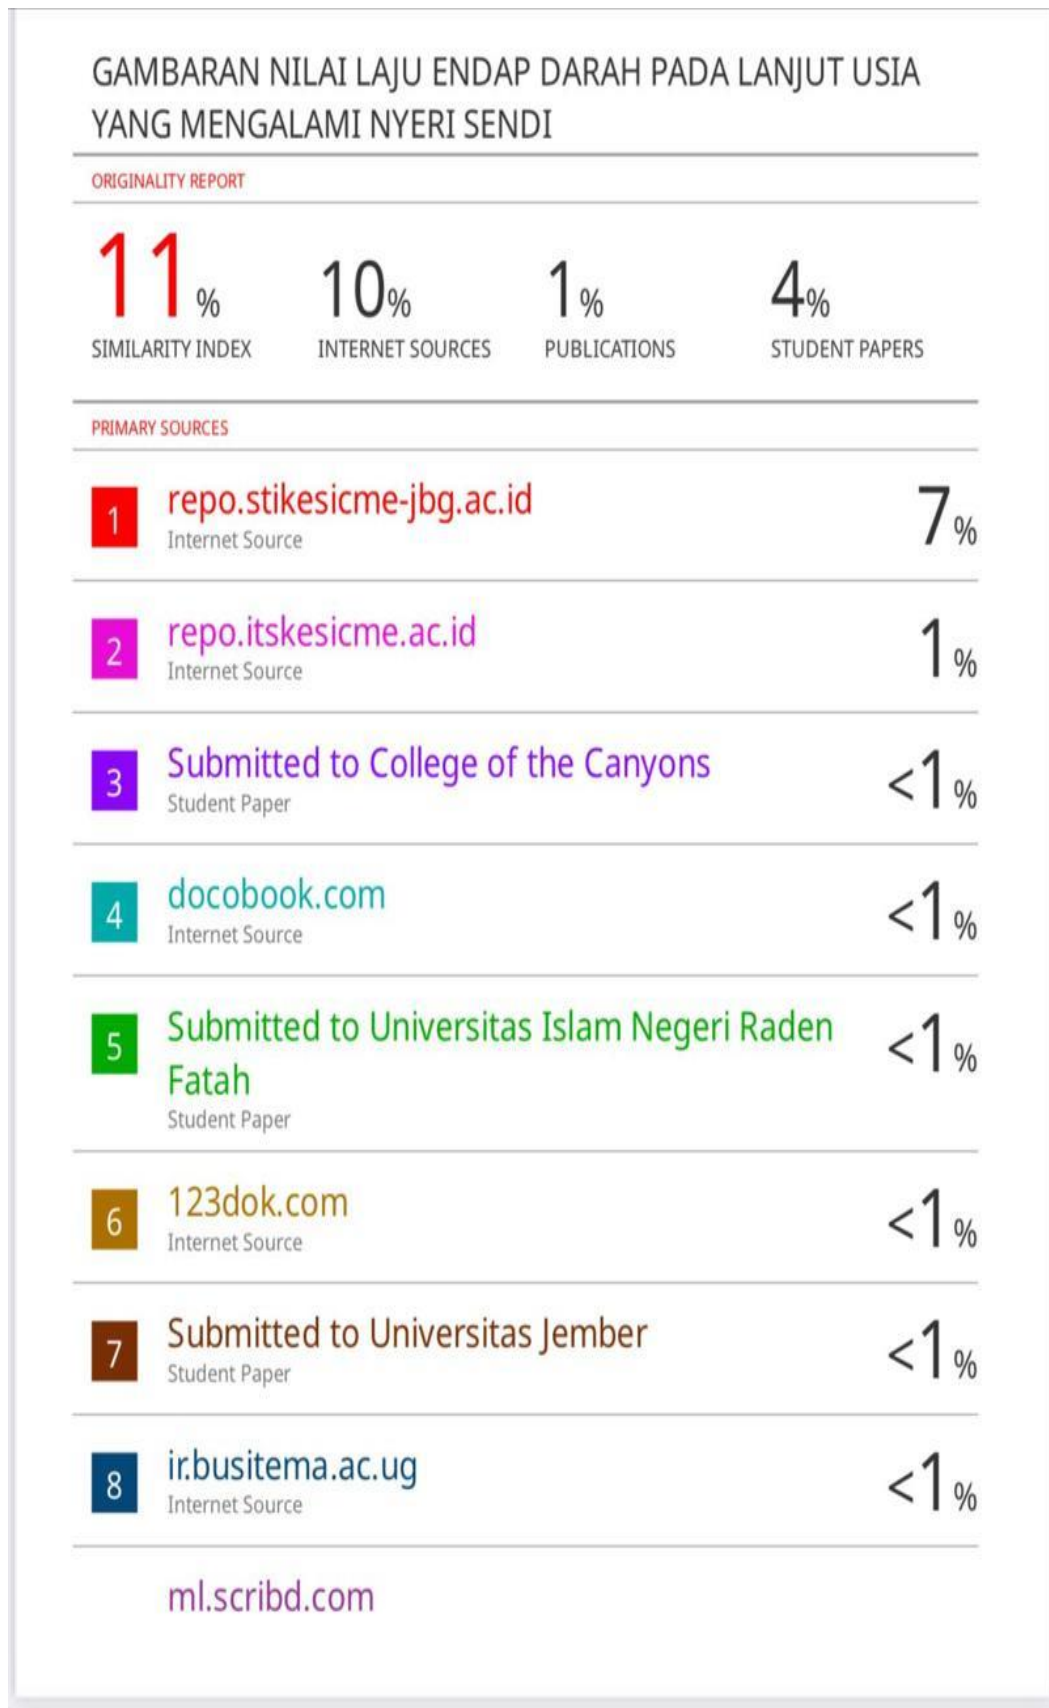 GAMBARAN NILAI LAJU ENDAP DARAH PADA LANJUT USIA
YANG MENGALAMI NYERI SENDI
ORIGINALITY REPORT
11% 10% 1% 4%
SIMILARITY INDEX INTERNET SOURCES PUBLICATIONS STUDENT PAPERS
PRIMARY SOURCES
1 repo.stikesicme-jbg.ac.id 7%
Internet Source
2 repo.itskesicme.ac.id 1%
Internet Source
3 Submitted to College of the Canyons <1%
Student Paper
4 docobook.com <1%
Internet Source
5 Submitted to Universitas Islam Negeri Raden <1%
Fatah
Student Paper
6 123dok.com <1%
Internet Source
7 Submitted to Universitas Jember <1%
Student Paper
8 ir.busitema.ac.ug <1%
Internet Source
ml.scribd.com